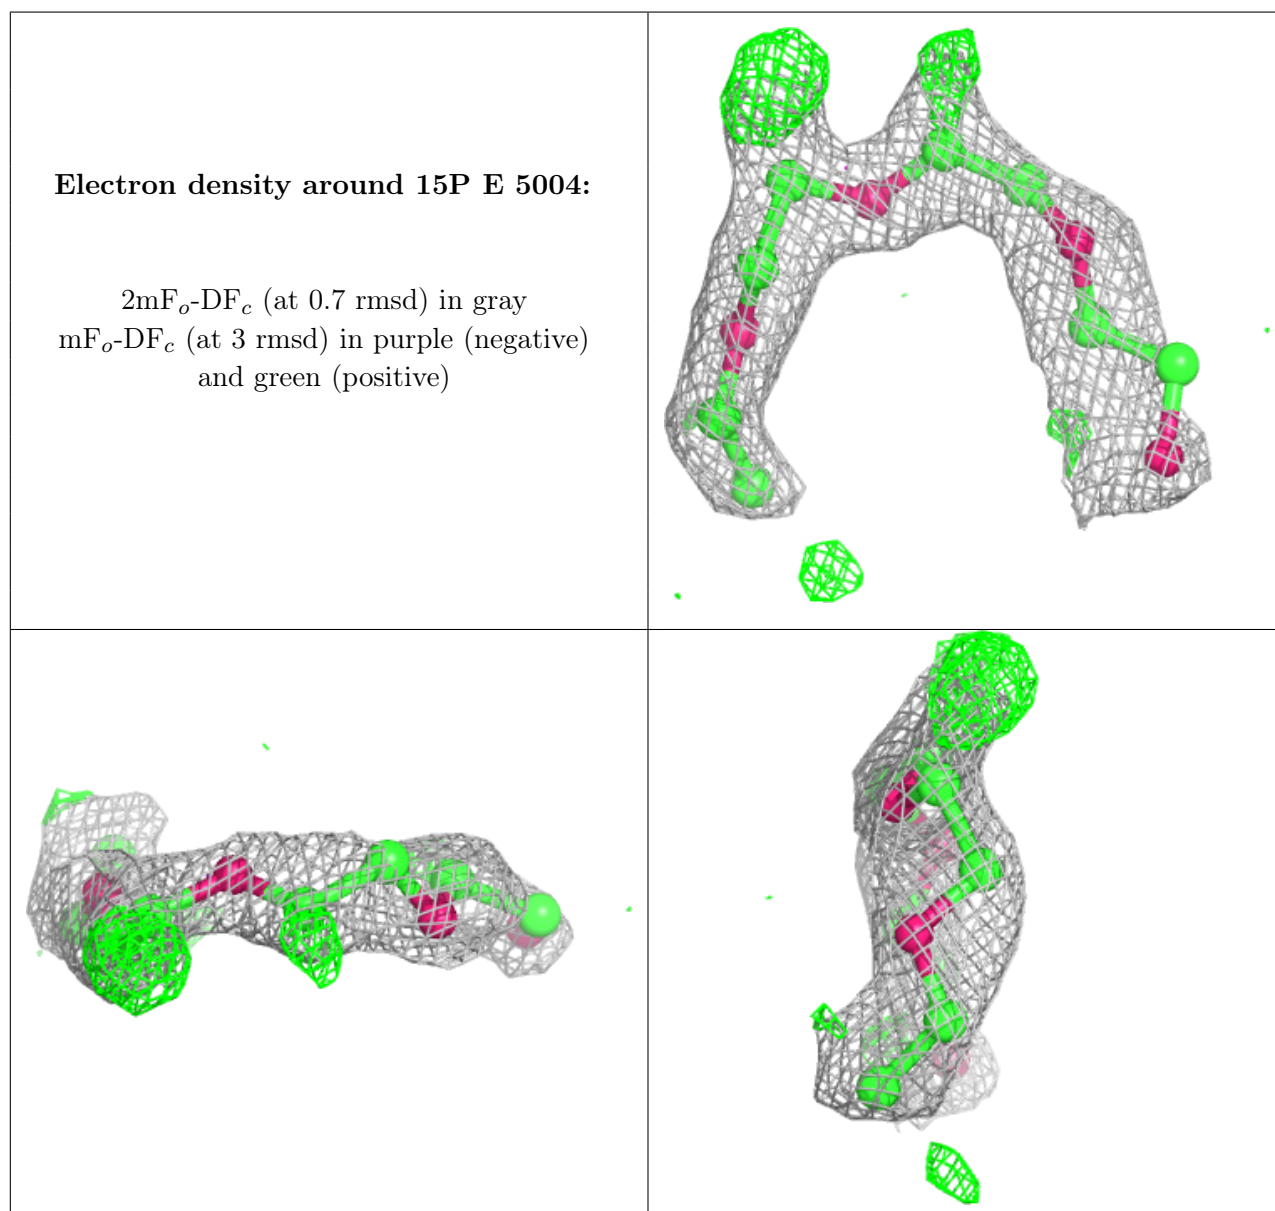 Electron density around 15P E 5004:
2mFo-DFc (at 0.7 rmsd) in gray
mFo-DFc (at 3 rmsd) in purple (negative)
and green (positive)